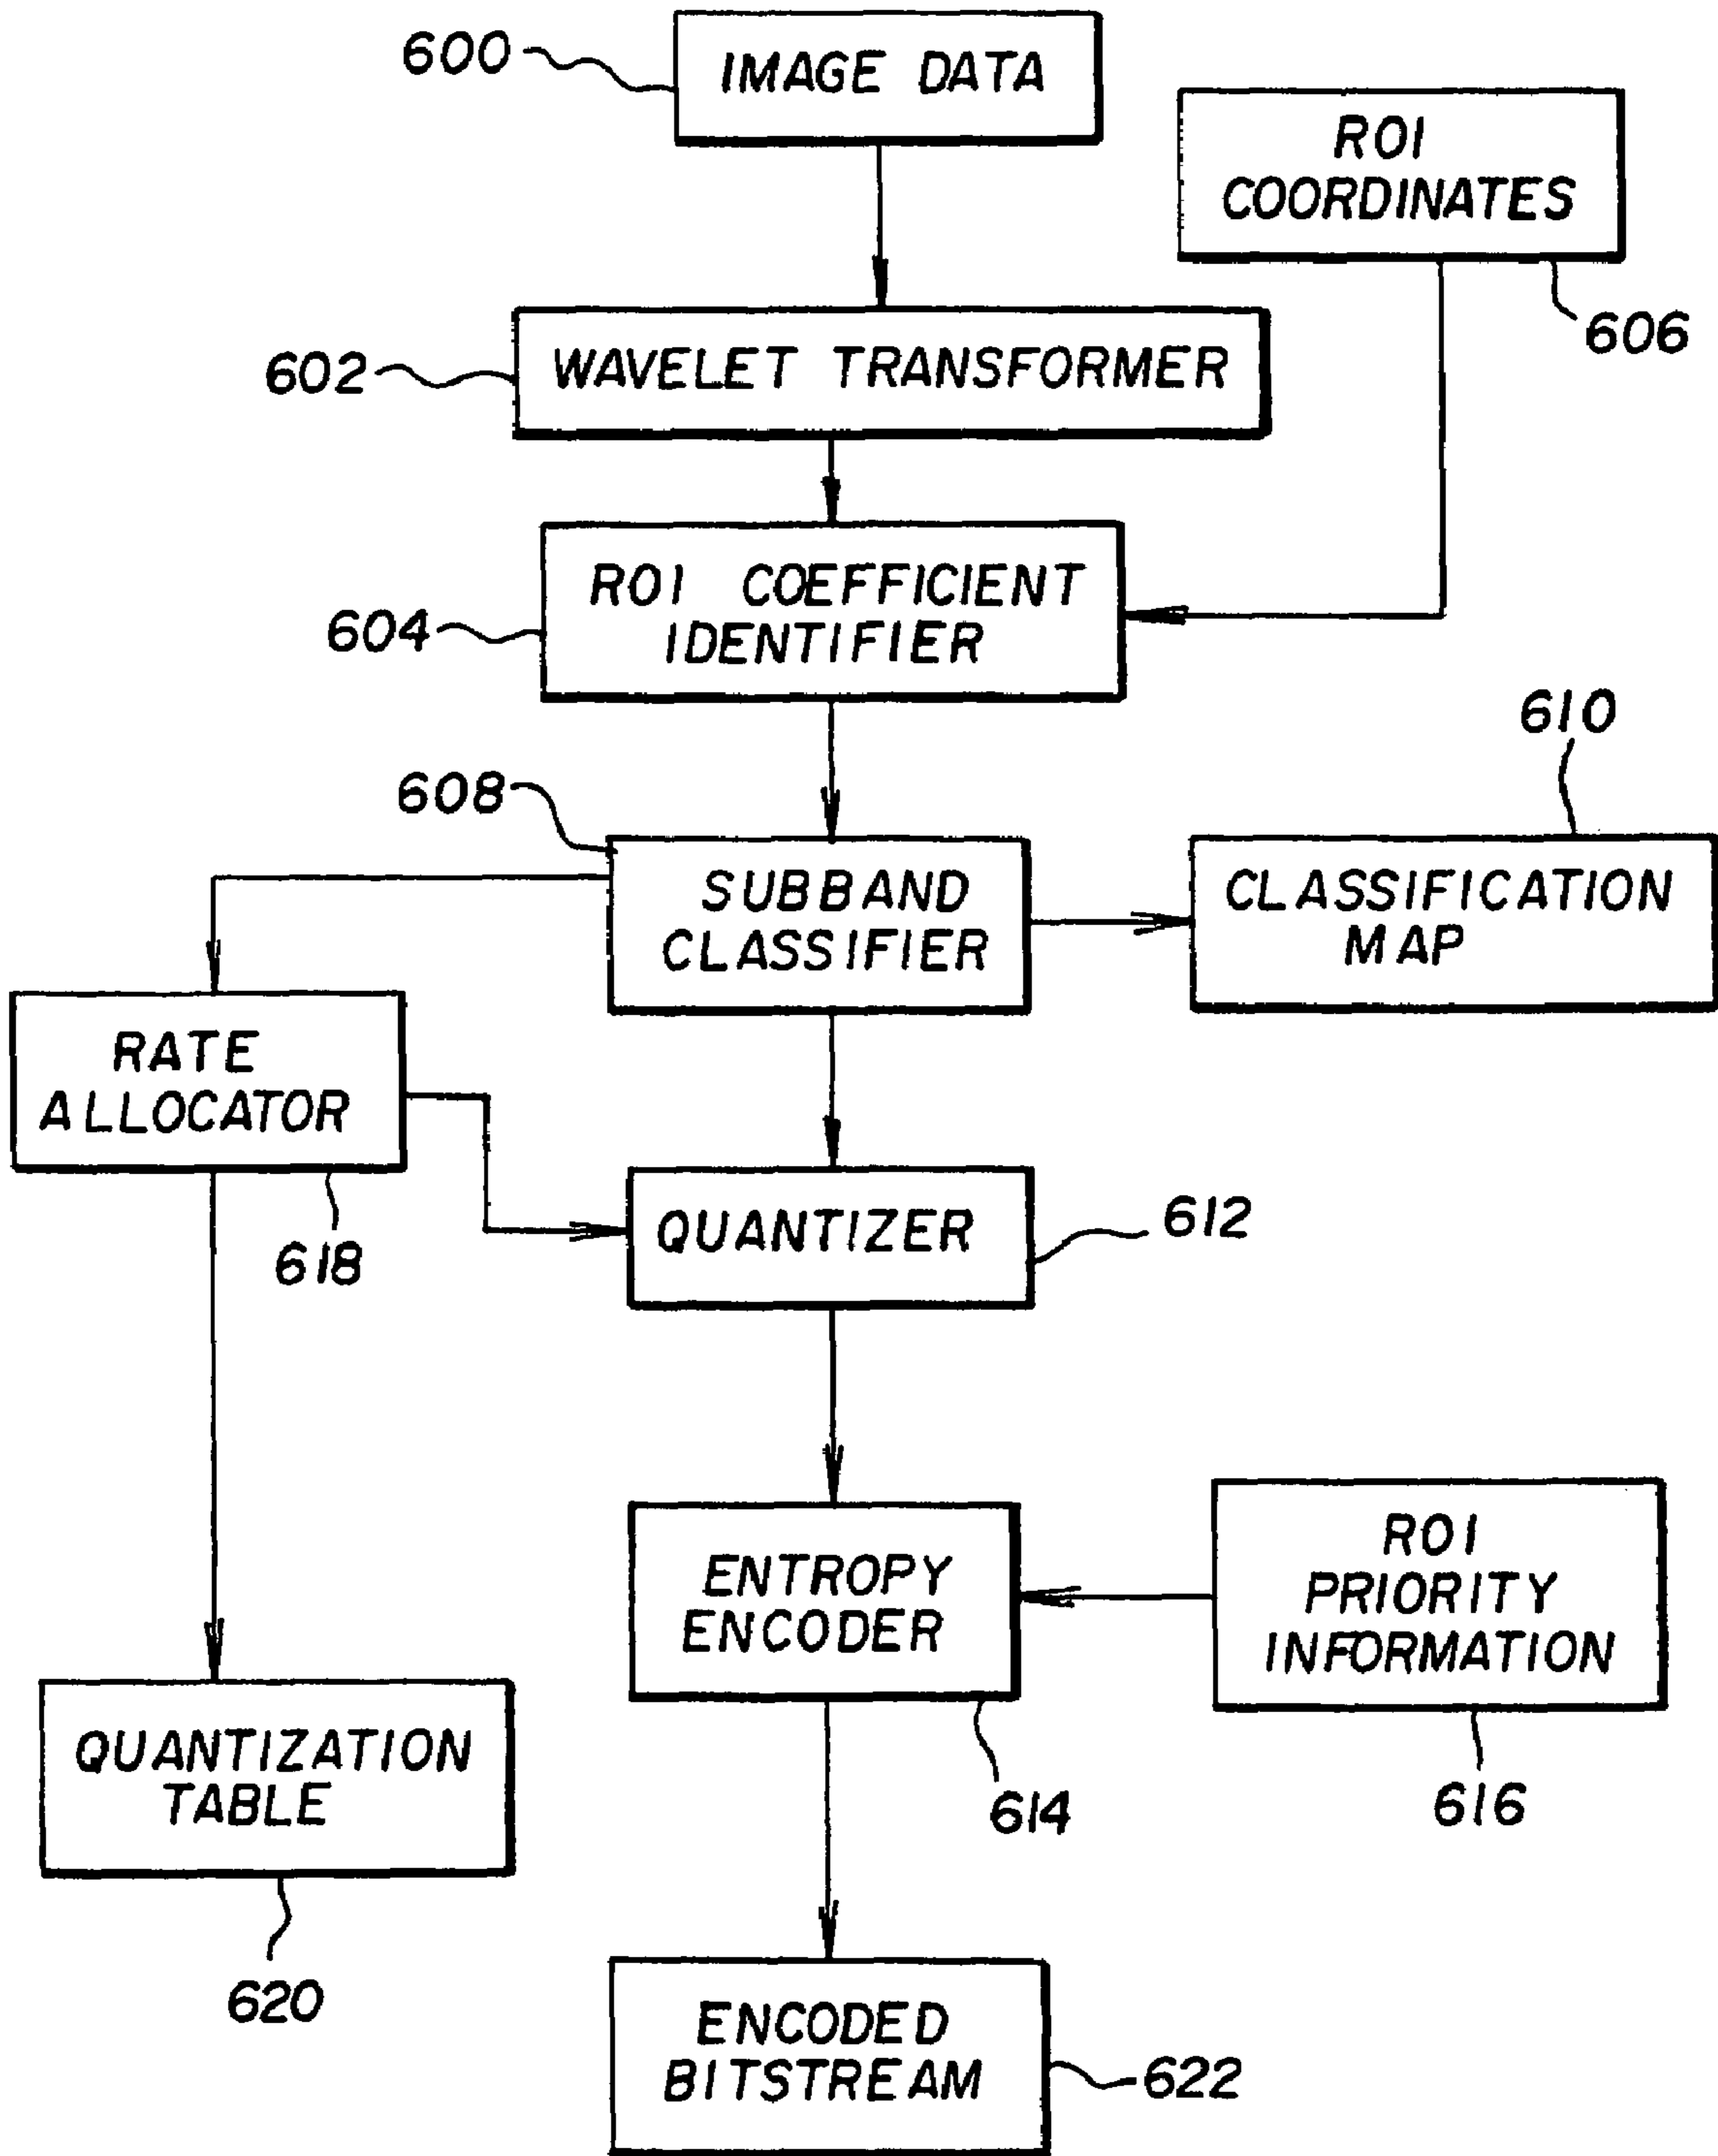 600
IMAGE DATA
ROI
COORDINATES
606
602
WAVELET TRANSFORMER
604
ROI COEFFICIENT
IDENTIFIER
610
608
SUBBAND
CLASSIFIER
CLASSIFICATION
MAP
RATE
ALLOCATOR
618
QUANTIZER
612
ENTROPY
ENCODER
614
ROI
PRIORITY
INFORMATION
616
QUANTIZATION
TABLE
620
ENCODED
BITSTREAM
622